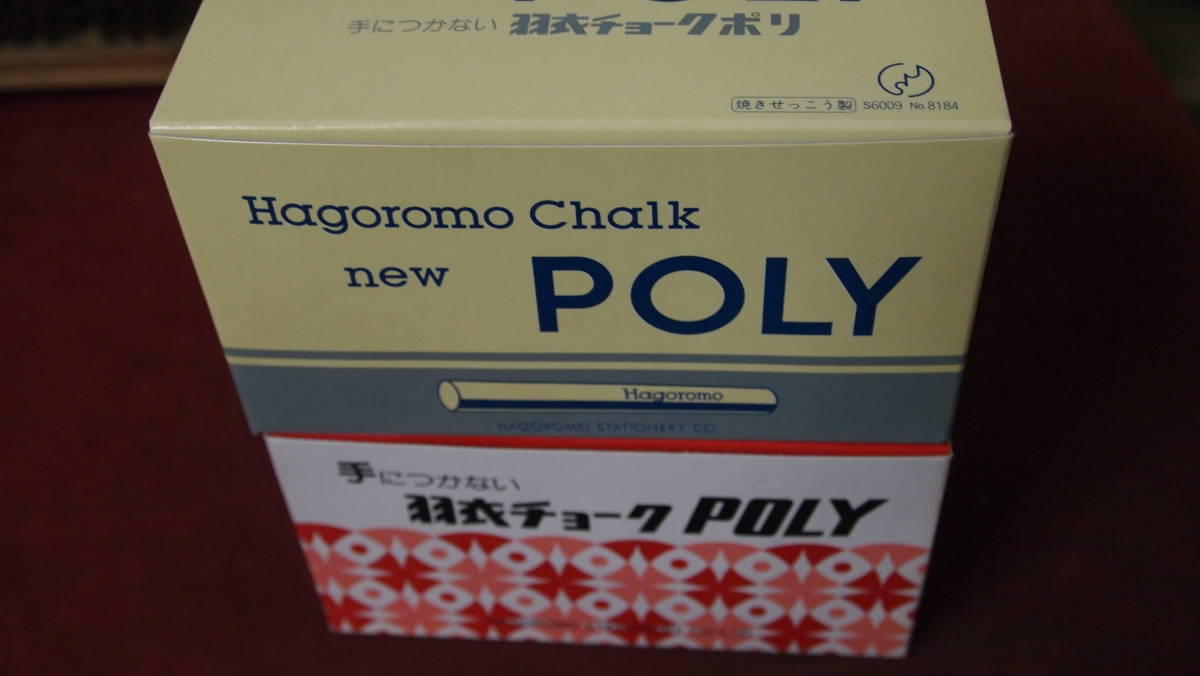 POLY
手につかない 羽衣チョークポリ
焼きせっこう製 S6009 No.8184
Hagoromo Chalk
new POLY
Hagoromo
HAGOROMO STATIONERY CO.
手につかない
羽衣チョーク POLY